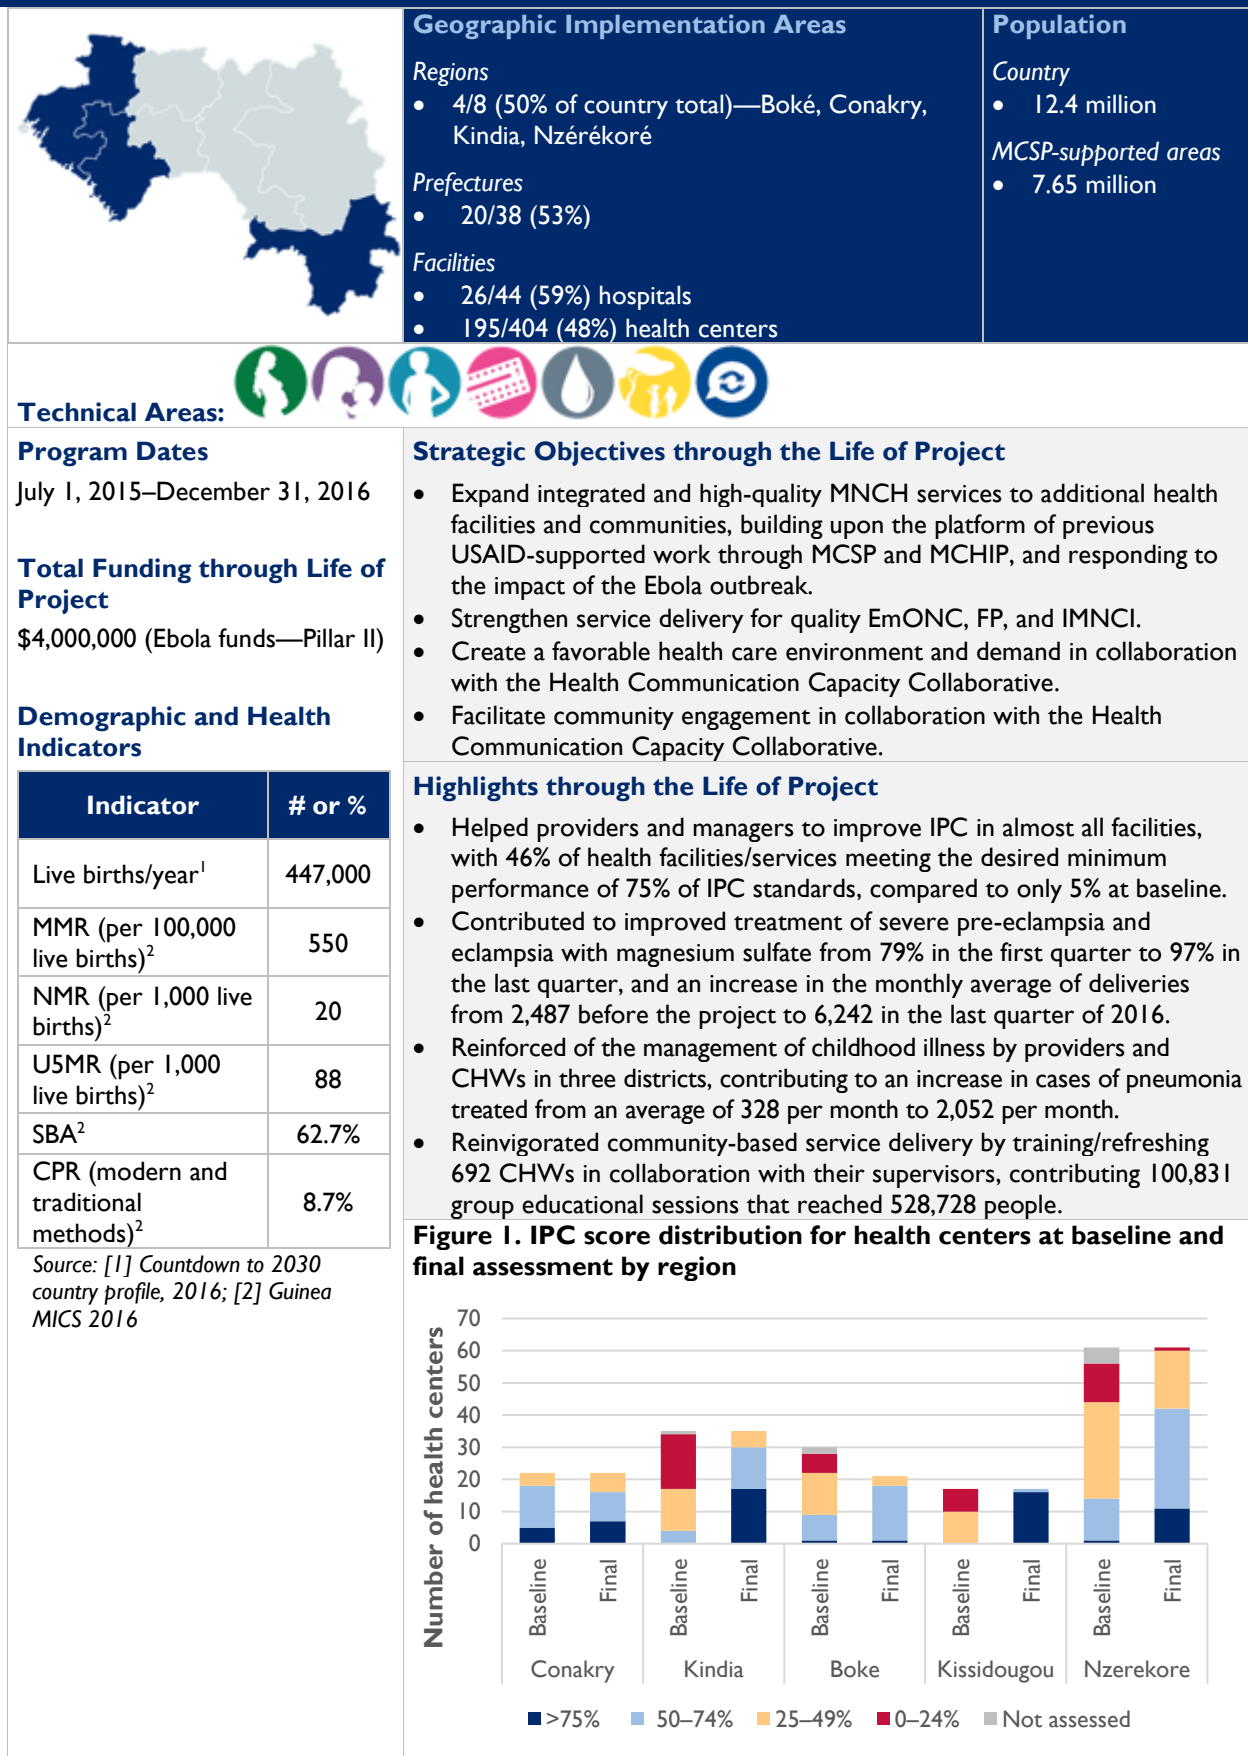 Geographic Implementation Areas
Regions
• 4/8 (50% of country total)—Boké, Conakry,
Kindia, Nzérékoré
Prefectures
• 20/38 (53%)
Facilities
• 26/44 (59%) hospitals
• 195/404 (48%) health centers
Population
Country
• 12.4 million
MCSP-supported areas
• 7.65 million
Technical Areas:
Program Dates
July 1, 2015–December 31, 2016
Total Funding through Life of
Project
$4,000,000 (Ebola funds—Pillar II)
Demographic and Health
Indicators
Indicator # or %
Live births/year1 447,000
MMR (per 100,000
live births)2 550
NMR (per 1,000 live
births)2 20
U5MR (per 1,000
live births)2 88
SBA2 62.7%
CPR (modern and
traditional
methods)2 8.7%
Source: [1] Countdown to 2030
country profile, 2016; [2] Guinea
MICS 2016
Strategic Objectives through the Life of Project
• Expand integrated and high-quality MNCH services to additional health
facilities and communities, building upon the platform of previous
USAID-supported work through MCSP and MCHIP, and responding to
the impact of the Ebola outbreak.
• Strengthen service delivery for quality EmONC, FP, and IMNCI.
• Create a favorable health care environment and demand in collaboration
with the Health Communication Capacity Collaborative.
• Facilitate community engagement in collaboration with the Health
Communication Capacity Collaborative.
Highlights through the Life of Project
• Helped providers and managers to improve IPC in almost all facilities,
with 46% of health facilities/services meeting the desired minimum
performance of 75% of IPC standards, compared to only 5% at baseline.
• Contributed to improved treatment of severe pre-eclampsia and
eclampsia with magnesium sulfate from 79% in the first quarter to 97% in
the last quarter, and an increase in the monthly average of deliveries
from 2,487 before the project to 6,242 in the last quarter of 2016.
• Reinforced of the management of childhood illness by providers and
CHWs in three districts, contributing to an increase in cases of pneumonia
treated from an average of 328 per month to 2,052 per month.
• Reinvigorated community-based service delivery by training/refreshing
692 CHWs in collaboration with their supervisors, contributing 100,831
group educational sessions that reached 528,728 people.
Figure 1. IPC score distribution for health centers at baseline and
final assessment by region
Number of health centers
70
60
50
40
30
20
10
0
Baseline Final Baseline Final Baseline Final Baseline Final Baseline Final
Conakry Kindia Boke Kissidougou Nzerekore
>75% 50–74% 25–49% 0–24% Not assessed